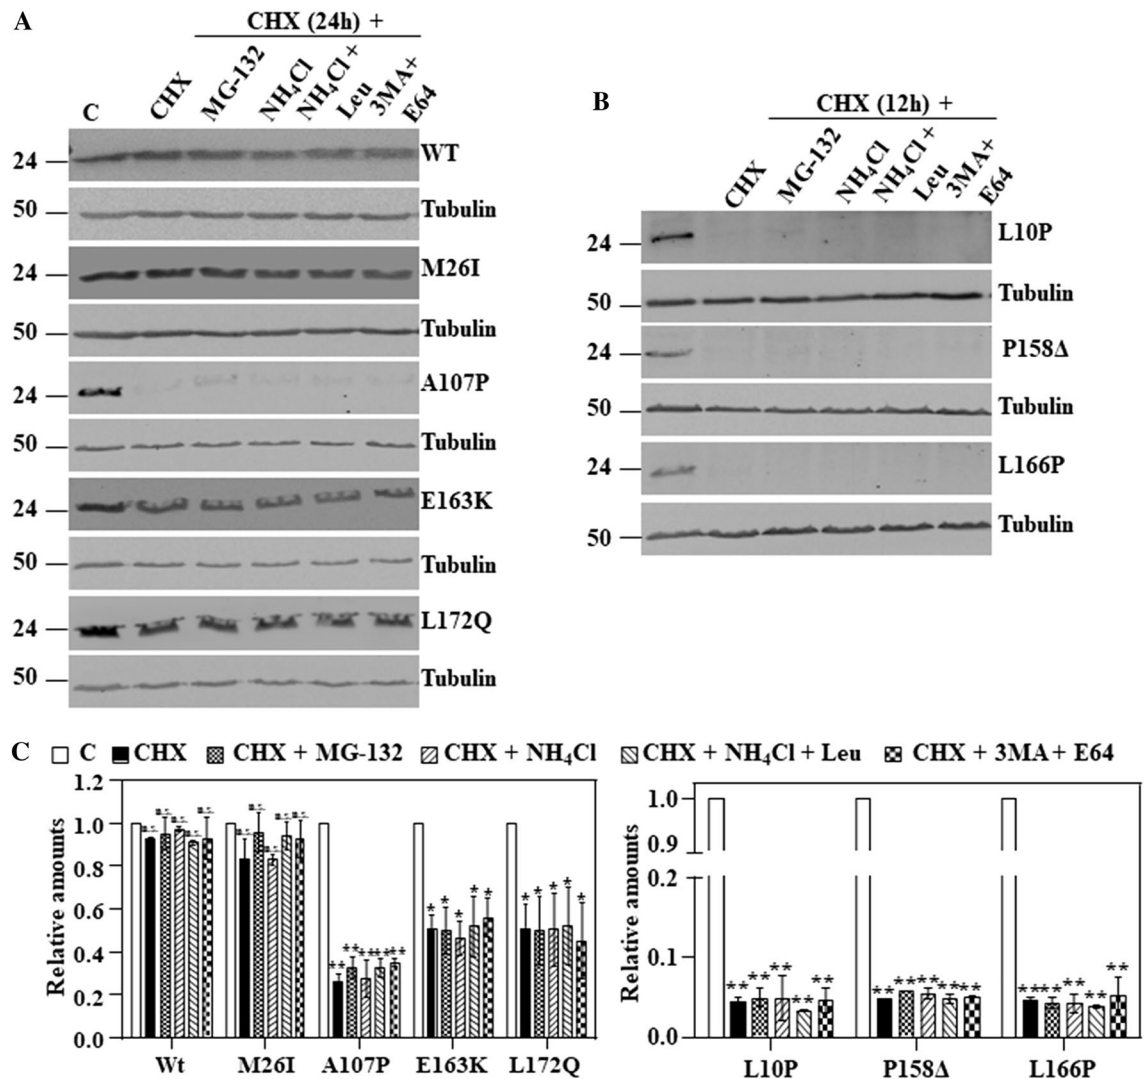 A
CHX (24h) +
C
CHX
MG-132
NH4Cl
NH4Cl +
Leu
3MA+
E64
24
WT
50
Tubulin
24
M26I
50
Tubulin
24
A107P
50
Tubulin
24
E163K
50
Tubulin
24
L172Q
50
Tubulin
B
CHX (12h) +
CHX
MG-132
NH4Cl
NH4Cl +
Leu
3MA+
E64
24
L10P
50
Tubulin
24
P158Δ
50
Tubulin
24
L166P
50
Tubulin
C
C CHX CHX + MG-132 CHX + NH4Cl CHX + NH4Cl + Leu CHX + 3MA+ E64
Relative amounts
1.2
1.0
0.8
0.6
0.4
0.2
0.0
** ** ** ** **
* * * * *
* * * * *
Wt M26I A107P E163K L172Q
Relative amounts
1.0
0.9
0.2
0.1
0.0
** ** ** ** **
** ** ** ** **
** ** ** ** **
L10P P158Δ L166P